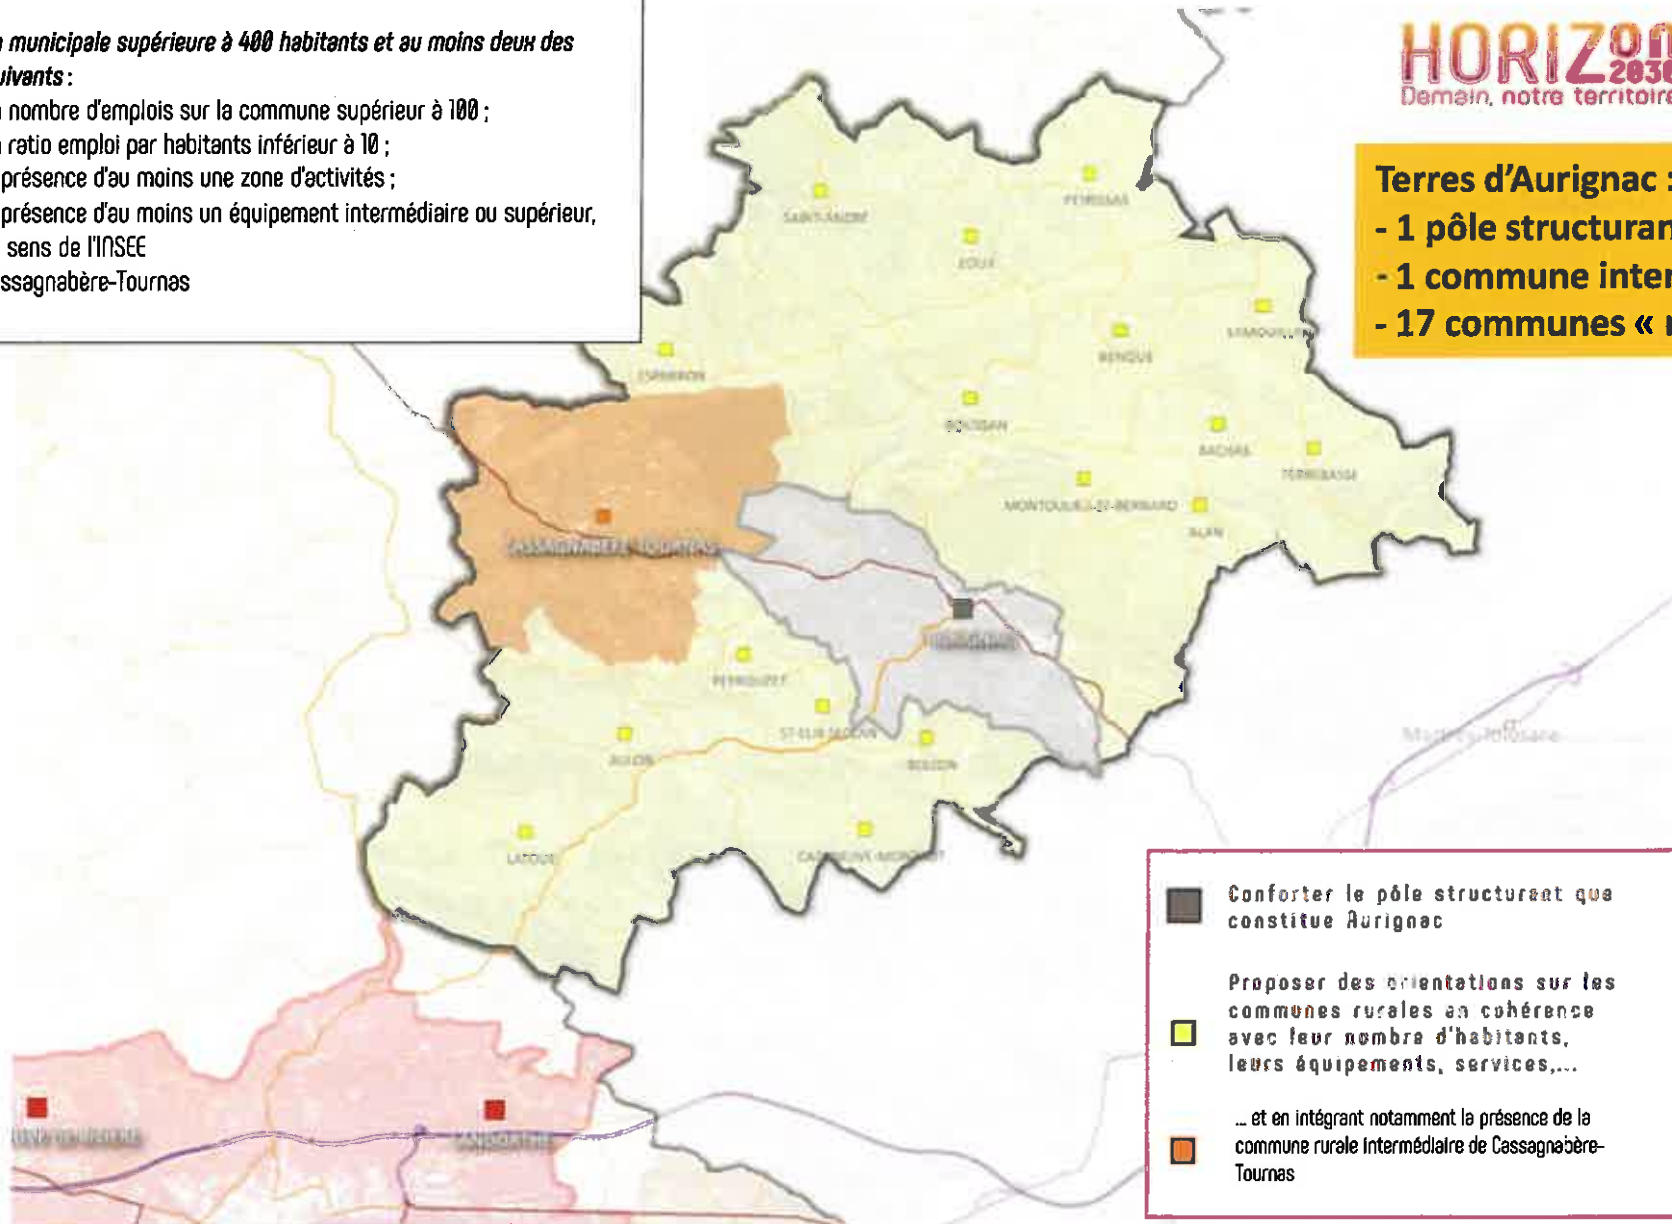 municipale supérieure à 400 habitants et au moins deux des
uivants :
nombre d'emplois sur la commune supérieur à 100 ;
ratio emploi par habitants inférieur à 10 ;
présence d'au moins une zone d'activités ;
présence d'au moins un équipement intermédiaire ou supérieur,
sens de l'INSEE
ssagnabère-Tournas
HORIZON
2030
Demain, notre territoire
Terres d'Aurignac :
- 1 pôle structuran
- 1 commune inter
- 17 communes «
SAINT-ANDRÉ
PEYRISSAS
EOUX
SAMOUILLAN
BENQUE
ESPARRON
BOUSSAN
BACHAS
TERREBASSE
MONTOULIEU-ST-BERNARD
ALAN
CASSAGNABERE-TOURNAS
PEYROUZET
ST-ELIX-SEGLAN
AULON
BOUZIN
LATOUE
CAZENEUVE-MONTAUT
Martres-Tolosane
LANDORTHE
Conforter le pôle structurant que
constitue Aurignac
Proposer des orientations sur les
communes rurales en cohérence
avec leur nombre d'habitants,
leurs équipements, services,...
... et en intégrant notamment la présence de la
commune rurale intermédiaire de Cassagnabère-
Tournas